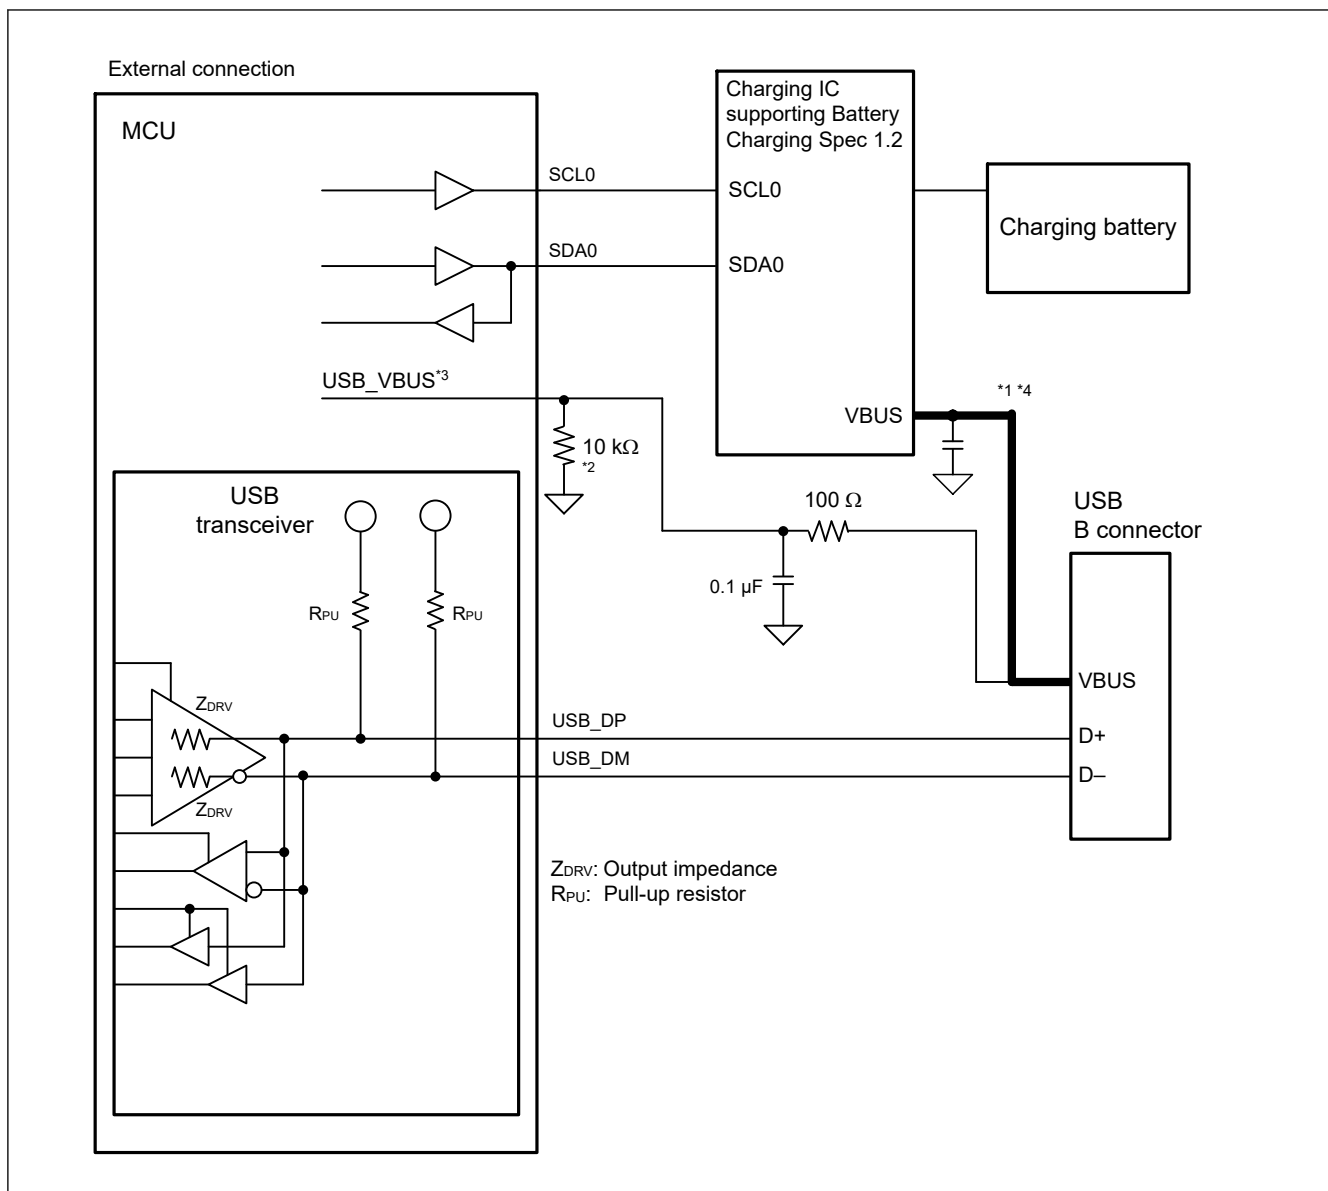 External connection
MCU
Charging IC
supporting Battery
Charging Spec 1.2
SCL0
SCL0
Charging battery
SDA0
SDA0
USB_VBUS*3
*1 *4
VBUS
10 kΩ
*2
USB
transceiver
100 Ω
USB
B connector
0.1 µF
RPU
RPU
VBUS
ZDRV
USB_DP
D+
USB_DM
D–
ZDRV
ZDRV: Output impedance
RPU: Pull-up resistor